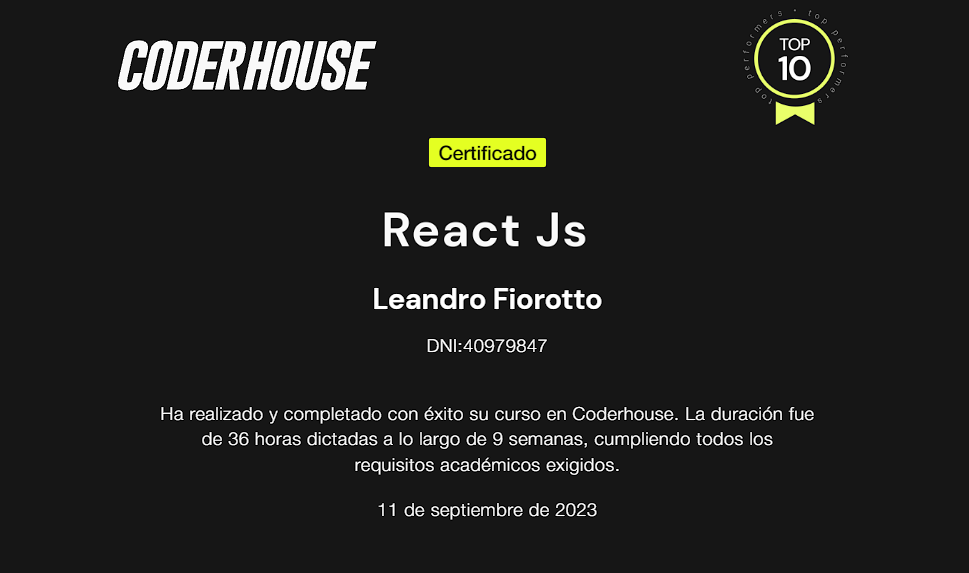 CODERHOUSE
top performers • top performers
TOP
10
Certificado
React Js
Leandro Fiorotto
DNI:40979847
Ha realizado y completado con éxito su curso en Coderhouse. La duración fue
de 36 horas dictadas a lo largo de 9 semanas, cumpliendo todos los
requisitos académicos exigidos.
11 de septiembre de 2023